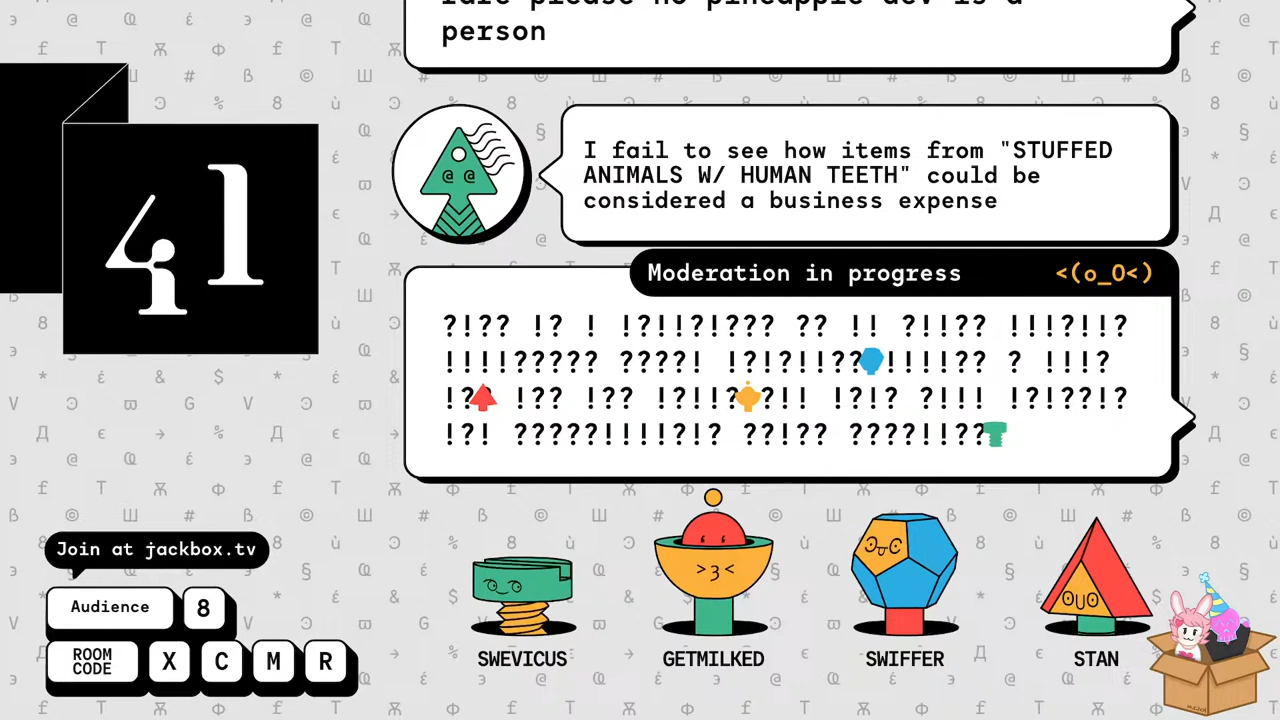 person
I fail to see how items from "STUFFED
ANIMALS W/ HUMAN TEETH" could be
considered a business expense
41
Moderation in progress <(o_O<)
?!?? !? ! !?!!?!??? ?? !! ?!!?? !!!?!!?
!!!!????? ????! !?!?!!??!!!!?? ? !!!?
!?? !?? !?? !?!!??!! !?!? ?!!! !?!??!?
!?! ?????!!!!?!? ??!?? ????!!??
Join at jackbox.tv
Audience 8
ROOM
CODE X C M R
SWEVICUS GETMILKED SWIFFER STAN